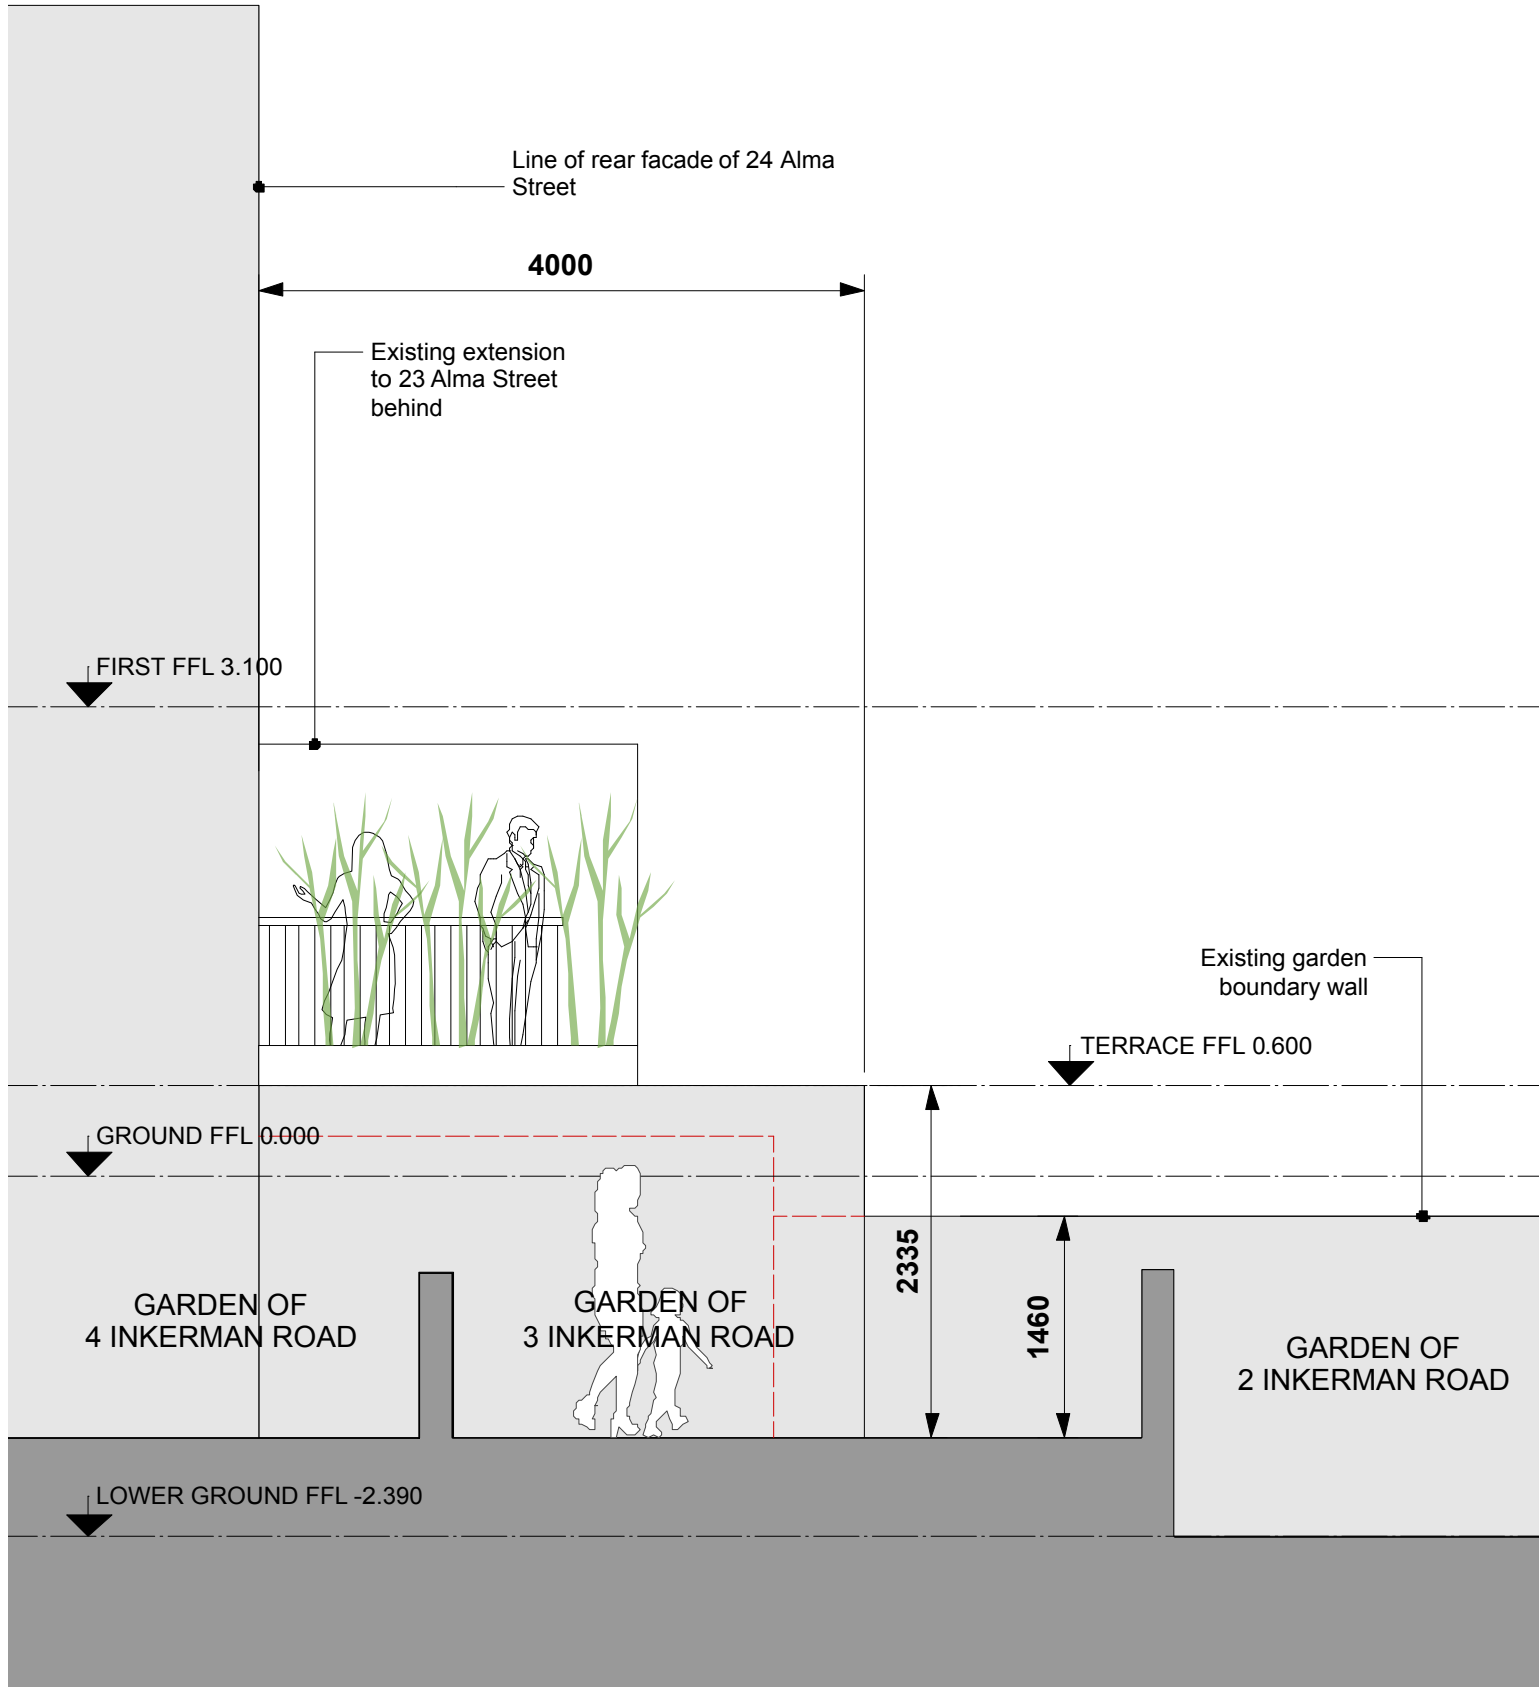 Line of rear facade of 24 Alma
Street
4000
Existing extension
to 23 Alma Street
behind
FIRST FFL 3.100
Existing garden
boundary wall
TERRACE FFL 0.600
GROUND FFL 0.000
2335
1460
GARDEN OF
4 INKERMAN ROAD
GARDEN OF
3 INKERMAN ROAD
GARDEN OF
2 INKERMAN ROAD
LOWER GROUND FFL -2.390